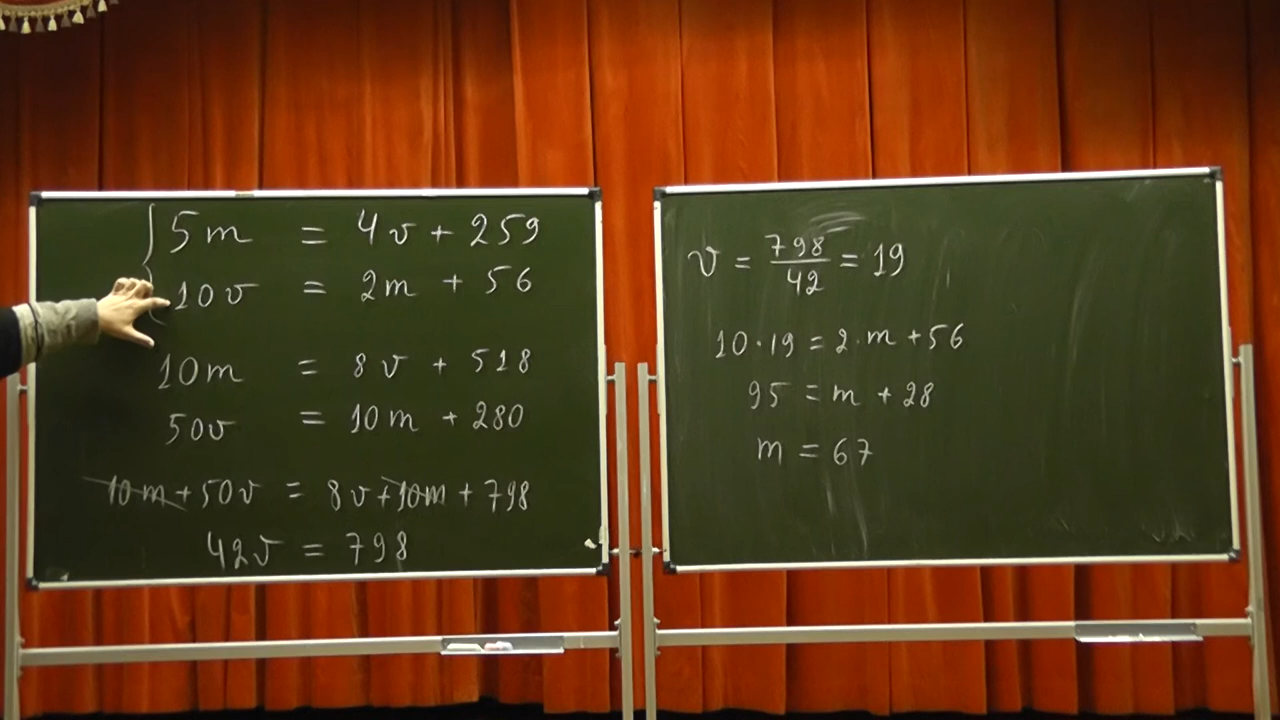 5m = 4v + 259
10v = 2m + 56
10m = 8v + 518
50v = 10m + 280
10m + 50v = 8v + 10m + 798
42v = 798
v = 798/42 = 19
10·19 = 2·m + 56
95 = m + 28
m = 67